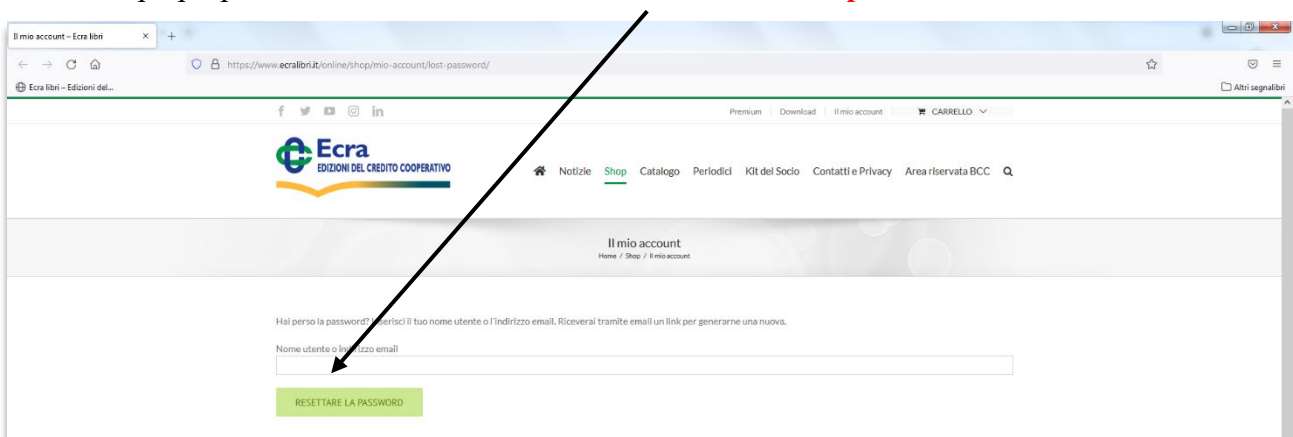 Il mio account – Ecra libri × +
https://www.ecralibri.it/online/shop/mio-account/lost-password/
Ecra libri – Edizioni del...
Altri segnalibri
Premium Download Il mio account CARRELLO
Ecra
EDIZIONI DEL CREDITO COOPERATIVO
Notizie Shop Catalogo Periodici Kit del Socio Contatti e Privacy Area riservata BCC
Il mio account
Home / Shop / Il mio account
Hai perso la password? Inserisci il tuo nome utente o l'indirizzo email. Riceverai tramite email un link per generarne una nuova.
Nome utente o indirizzo email
RESETTARE LA PASSWORD